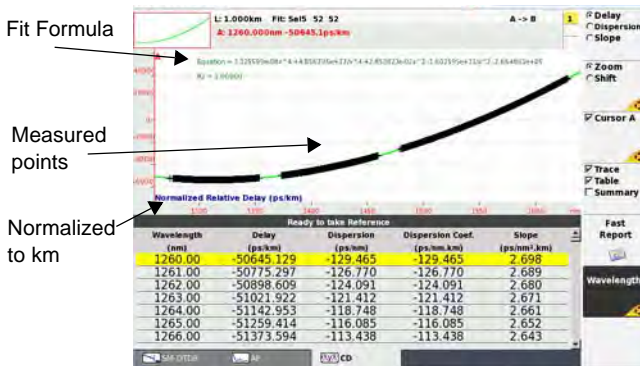 L: 1.000km Fit: Sel5 52 52 A -> B 1
A: 1260.000nm -50645.1ps/km
Delay
Dispersion
Slope
Fit Formula
Zoom
Shift
Cursor A
Measured
points
Trace
Table
Summary
Normalized Relative Delay (ps/km)
Normalized
to km
Ready to take Reference
Fast
Report
Wavelength Delay Dispersion Dispersion Coef. Slope
(nm) (ps/km) (ps/nm) (ps/nm.km) (ps/nm².km)
1260.00 -50645.129 -129.465 -129.465 2.698
1261.00 -50775.297 -126.770 -126.770 2.689
1262.00 -50898.609 -124.091 -124.091 2.680
1263.00 -51021.922 -121.412 -121.412 2.671
1264.00 -51142.953 -118.748 -118.748 2.661
1265.00 -51259.414 -116.085 -116.085 2.652
1266.00 -51373.594 -113.438 -113.438 2.643
Wavelength
SM-OTDR AP CD